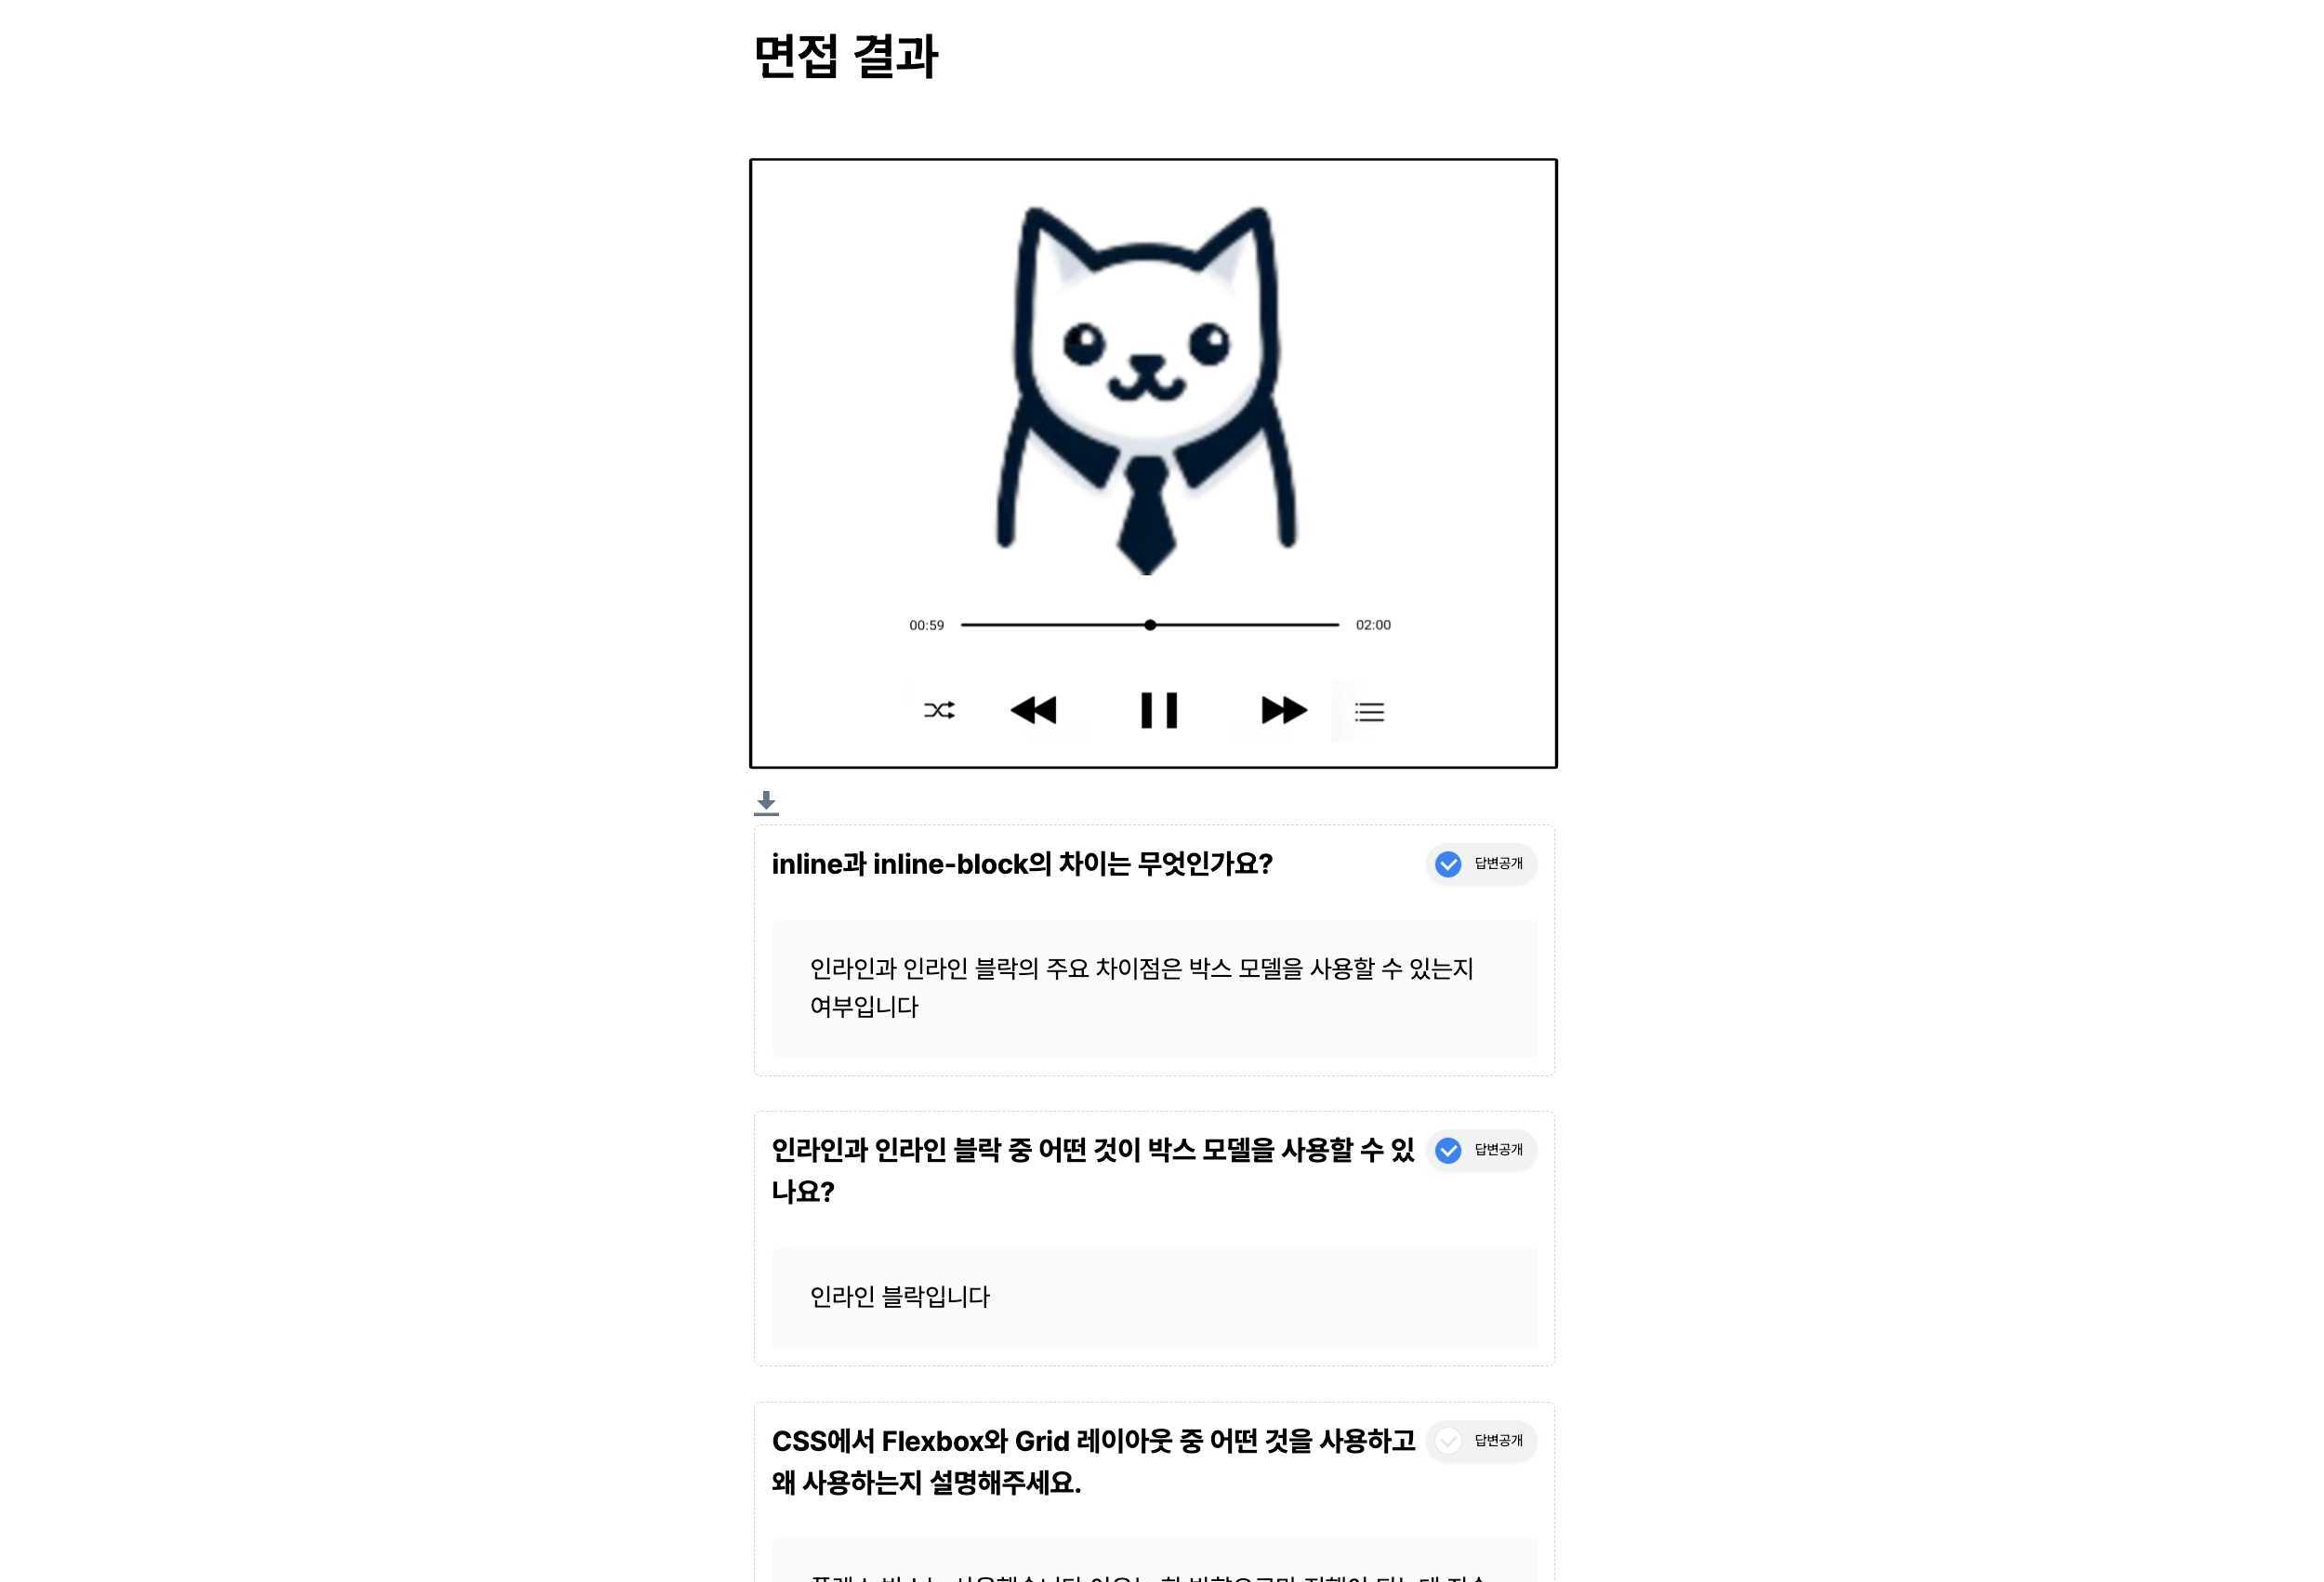 면접 결과
00:59
02:00
inline과 inline-block의 차이는 무엇인가요?
답변공개
인라인과 인라인 블락의 주요 차이점은 박스 모델을 사용할 수 있는지
여부입니다
인라인과 인라인 블락 중 어떤 것이 박스 모델을 사용할 수 있
나요?
답변공개
인라인 블락입니다
CSS에서 Flexbox와 Grid 레이아웃 중 어떤 것을 사용하고
왜 사용하는지 설명해주세요.
답변공개